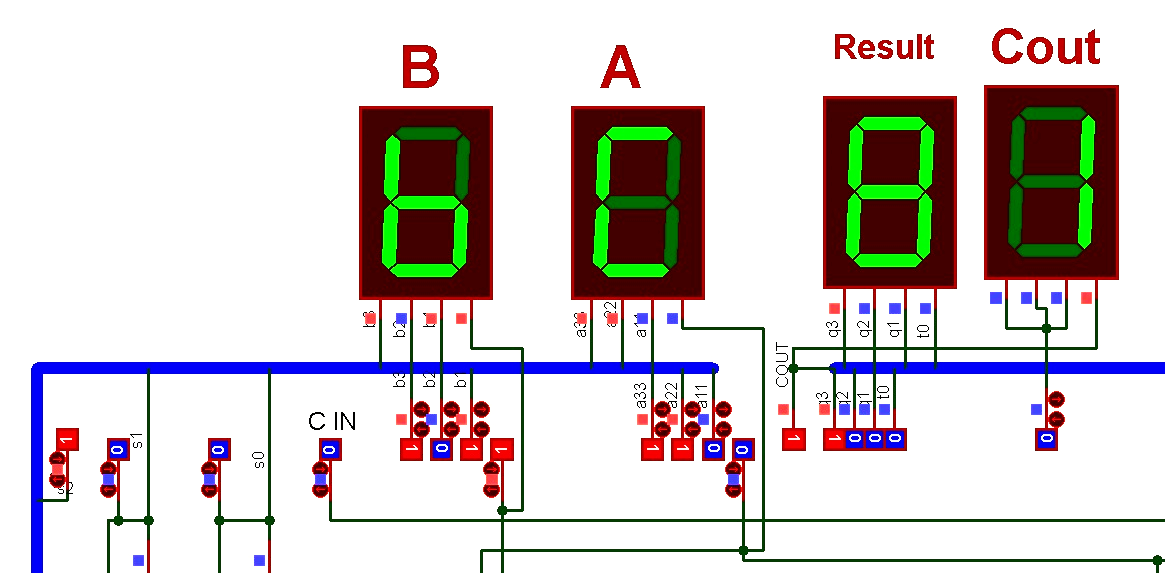 B A Result Cout
b C 8 1
b3 b2 b1 a33 a22 a11 q3 q2 q1 t0
COUT
b3 b2 b1 a33 a22 a11 q3 q2 q1 t0
C IN
1 0 s1 0 s0 0 1 0 1 1 1 1 0 0 1 1 0 0 0 0
s2